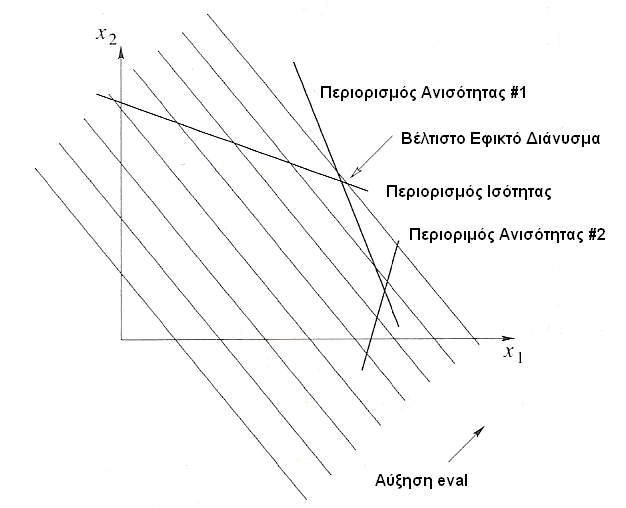 x2
Περιορισμός Ανισότητας #1
Βέλτιστο Εφικτό Διάνυσμα
Περιορισμός Ισότητας
Περιοριμός Ανισότητας #2
x1
Αύξηση eval